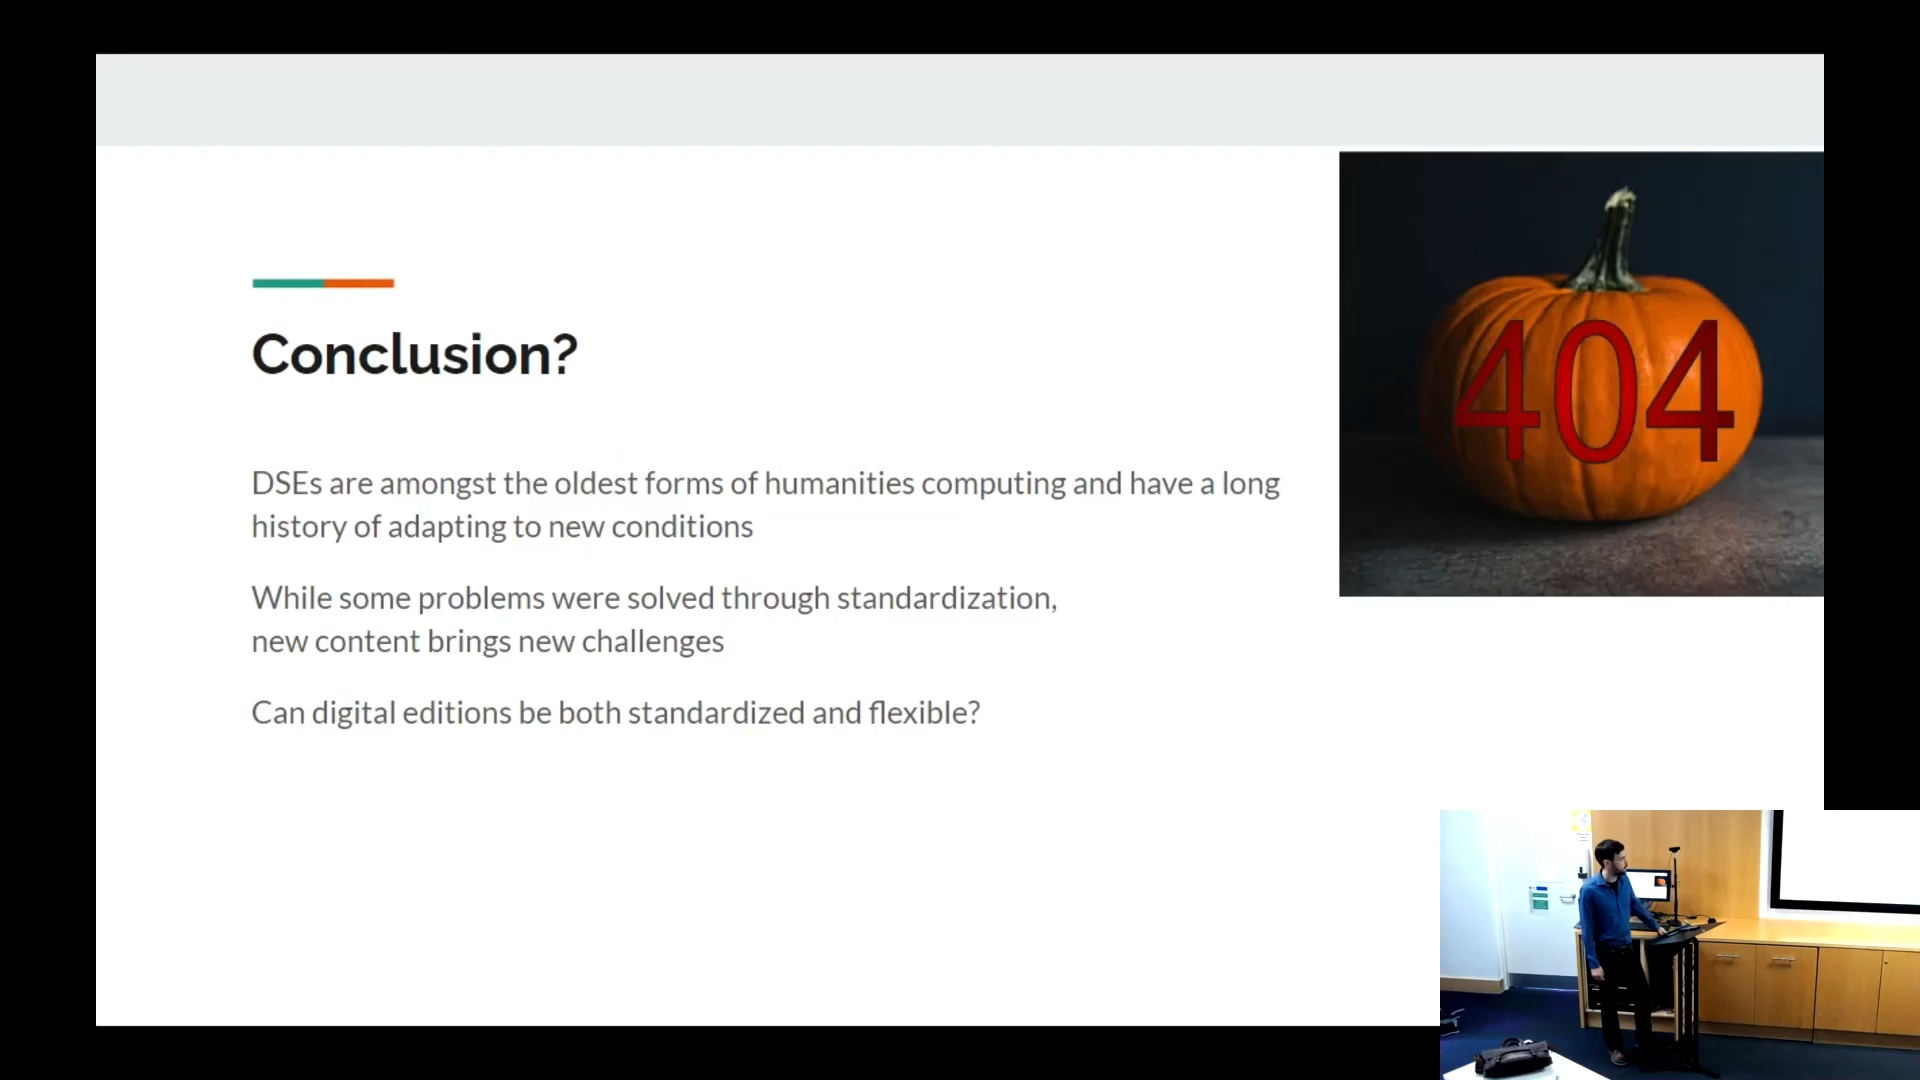 Conclusion?
404
DSEs are amongst the oldest forms of humanities computing and have a long
history of adapting to new conditions
While some problems were solved through standardization,
new content brings new challenges
Can digital editions be both standardized and flexible?